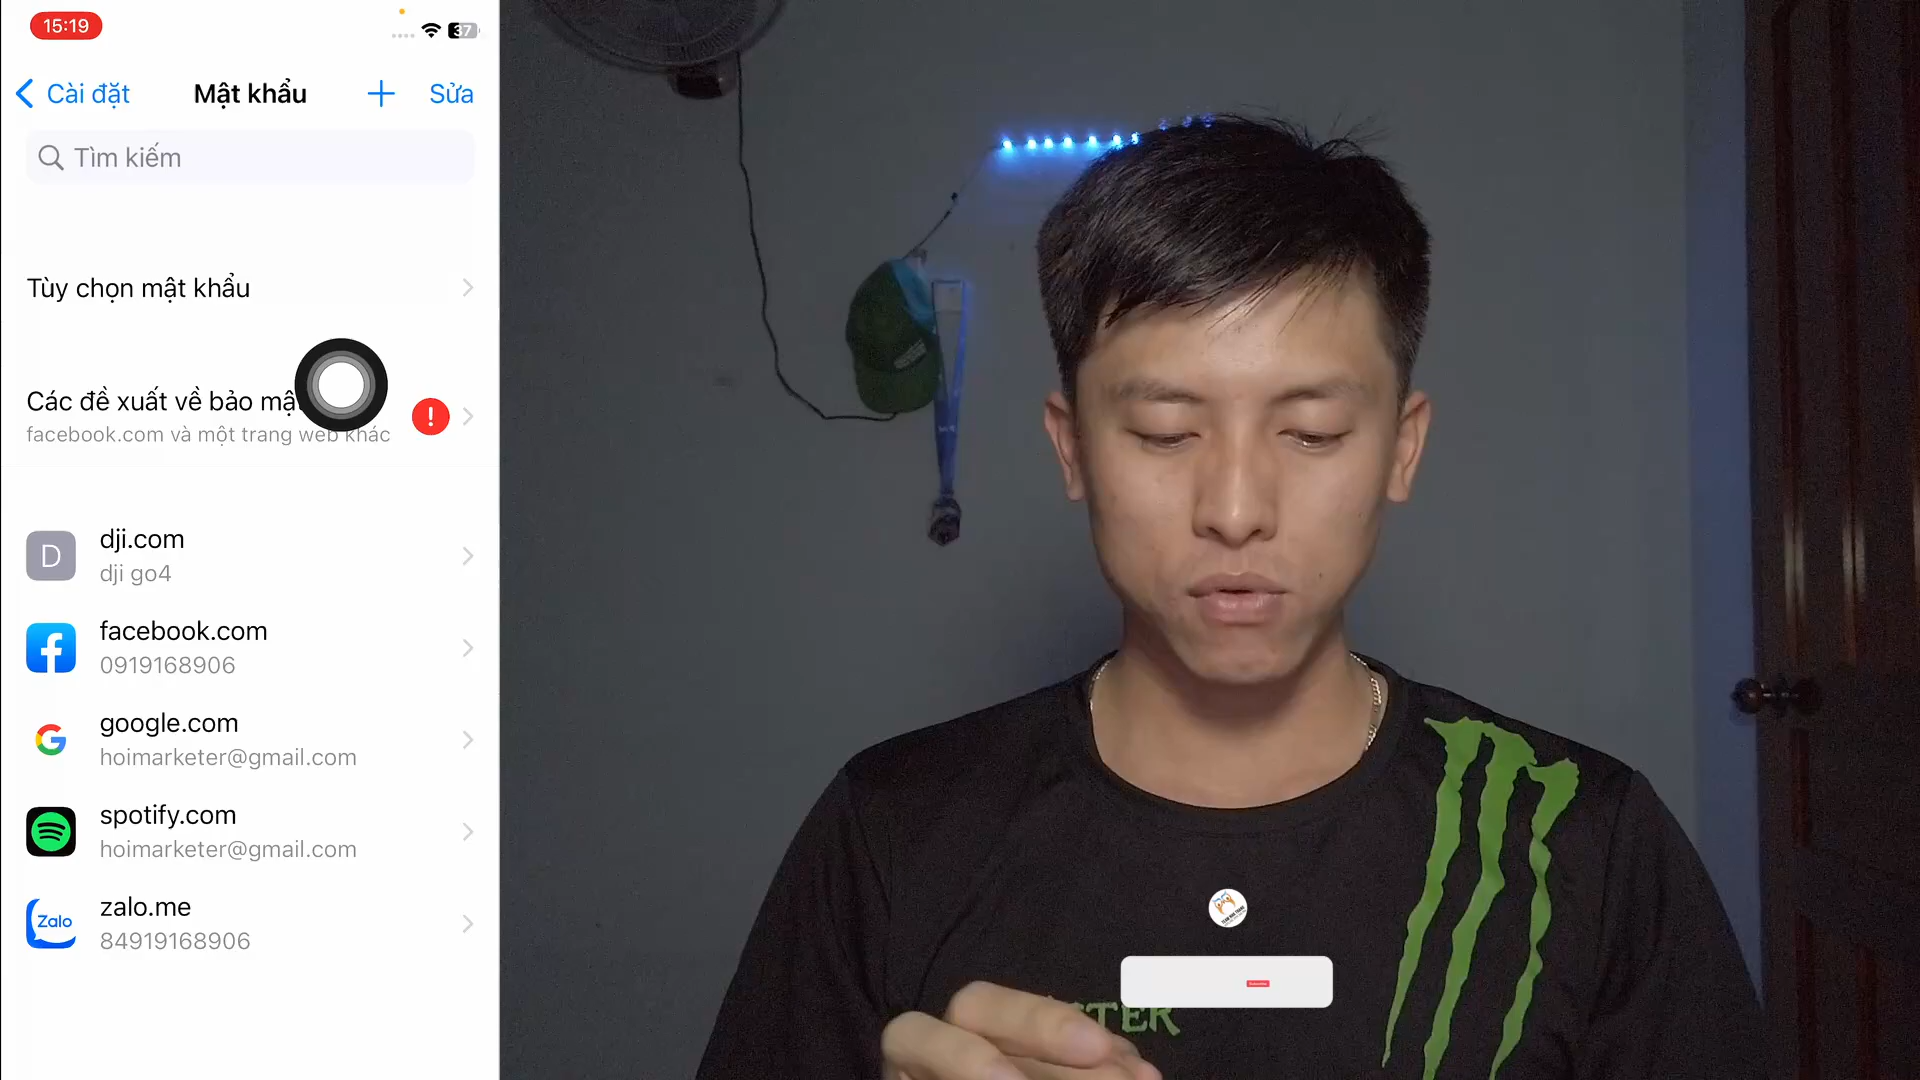 15:19
37
Cài đặt
Mật khẩu
Sửa
Tìm kiếm
Tùy chọn mật khẩu
Các đề xuất về bảo mậ
facebook.com và một trang web khác
D
dji.com
dji go4
facebook.com
0919168906
google.com
hoimarketer@gmail.com
spotify.com
hoimarketer@gmail.com
Zalo
zalo.me
84919168906